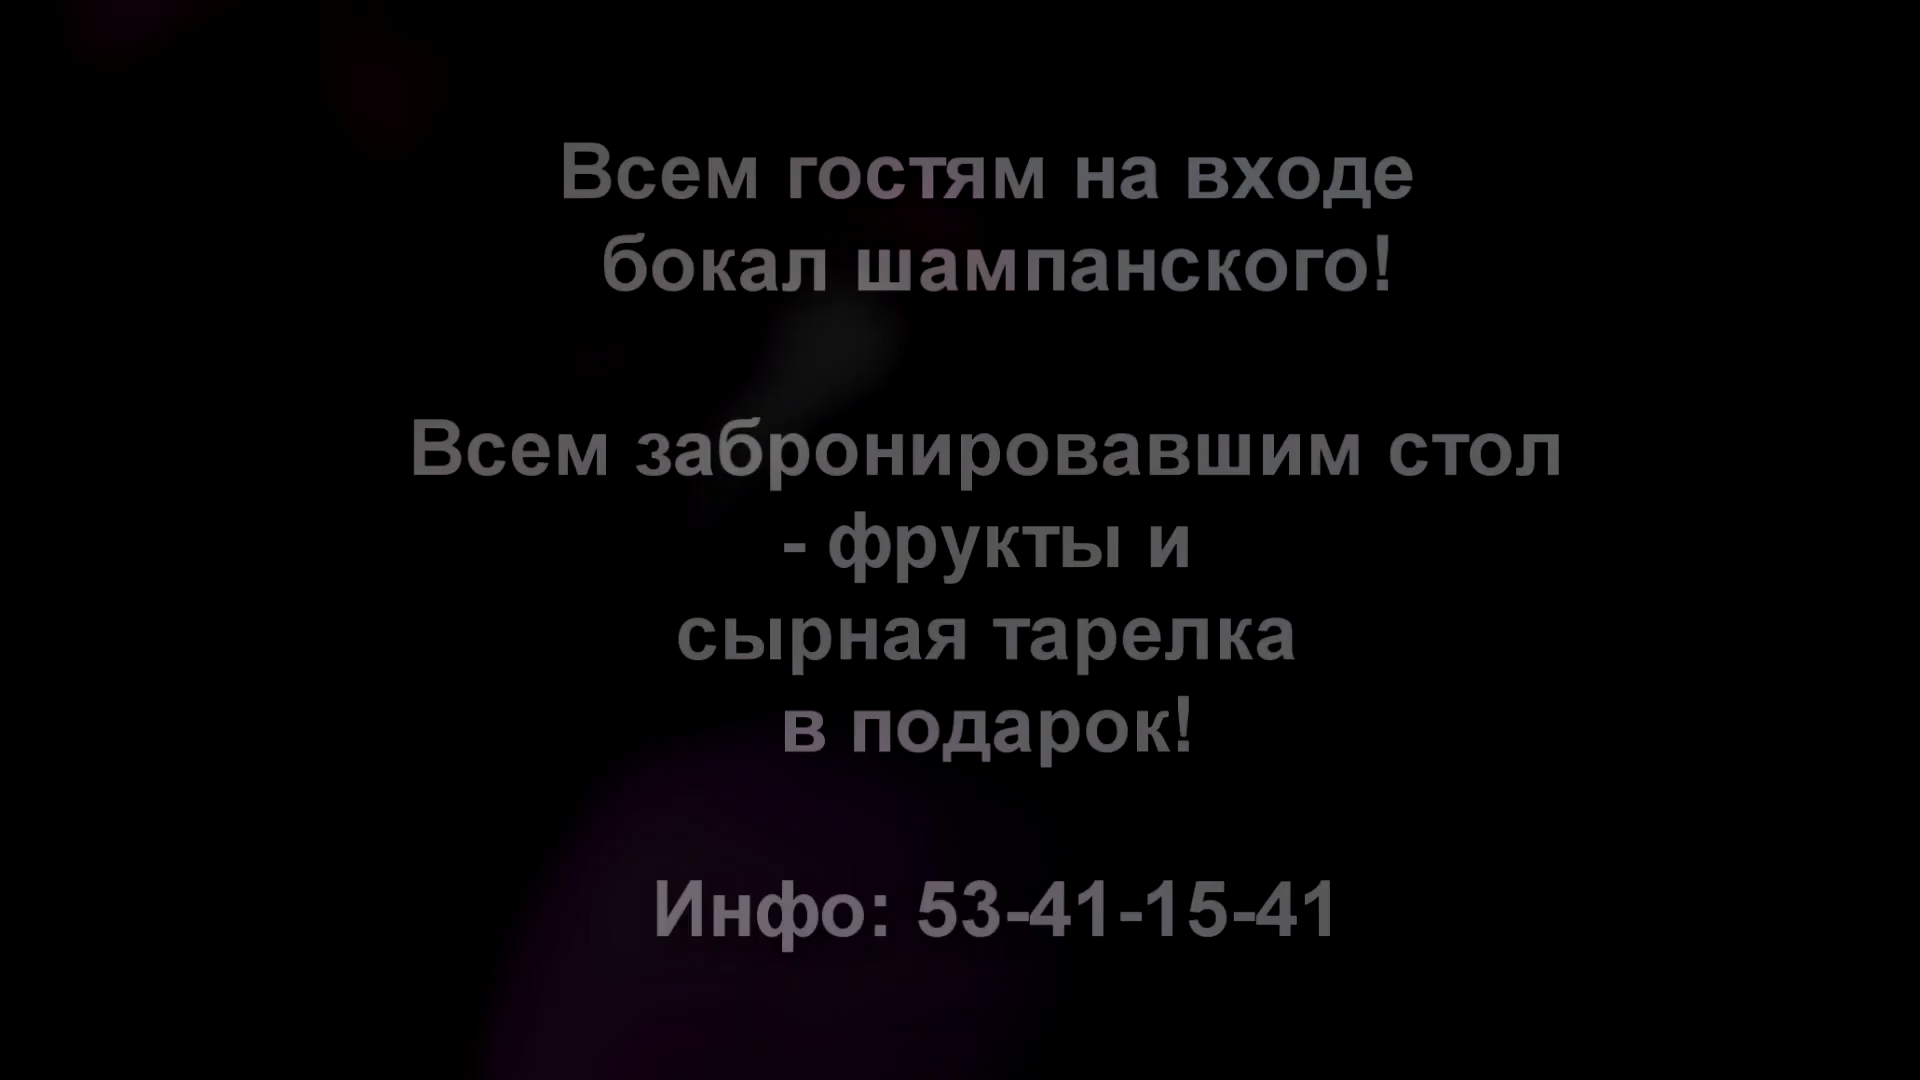 Всем гостям на входе
бокал шампанского!
Всем забронировавшим стол
- фрукты и
сырная тарелка
в подарок!
Инфо: 53-41-15-41